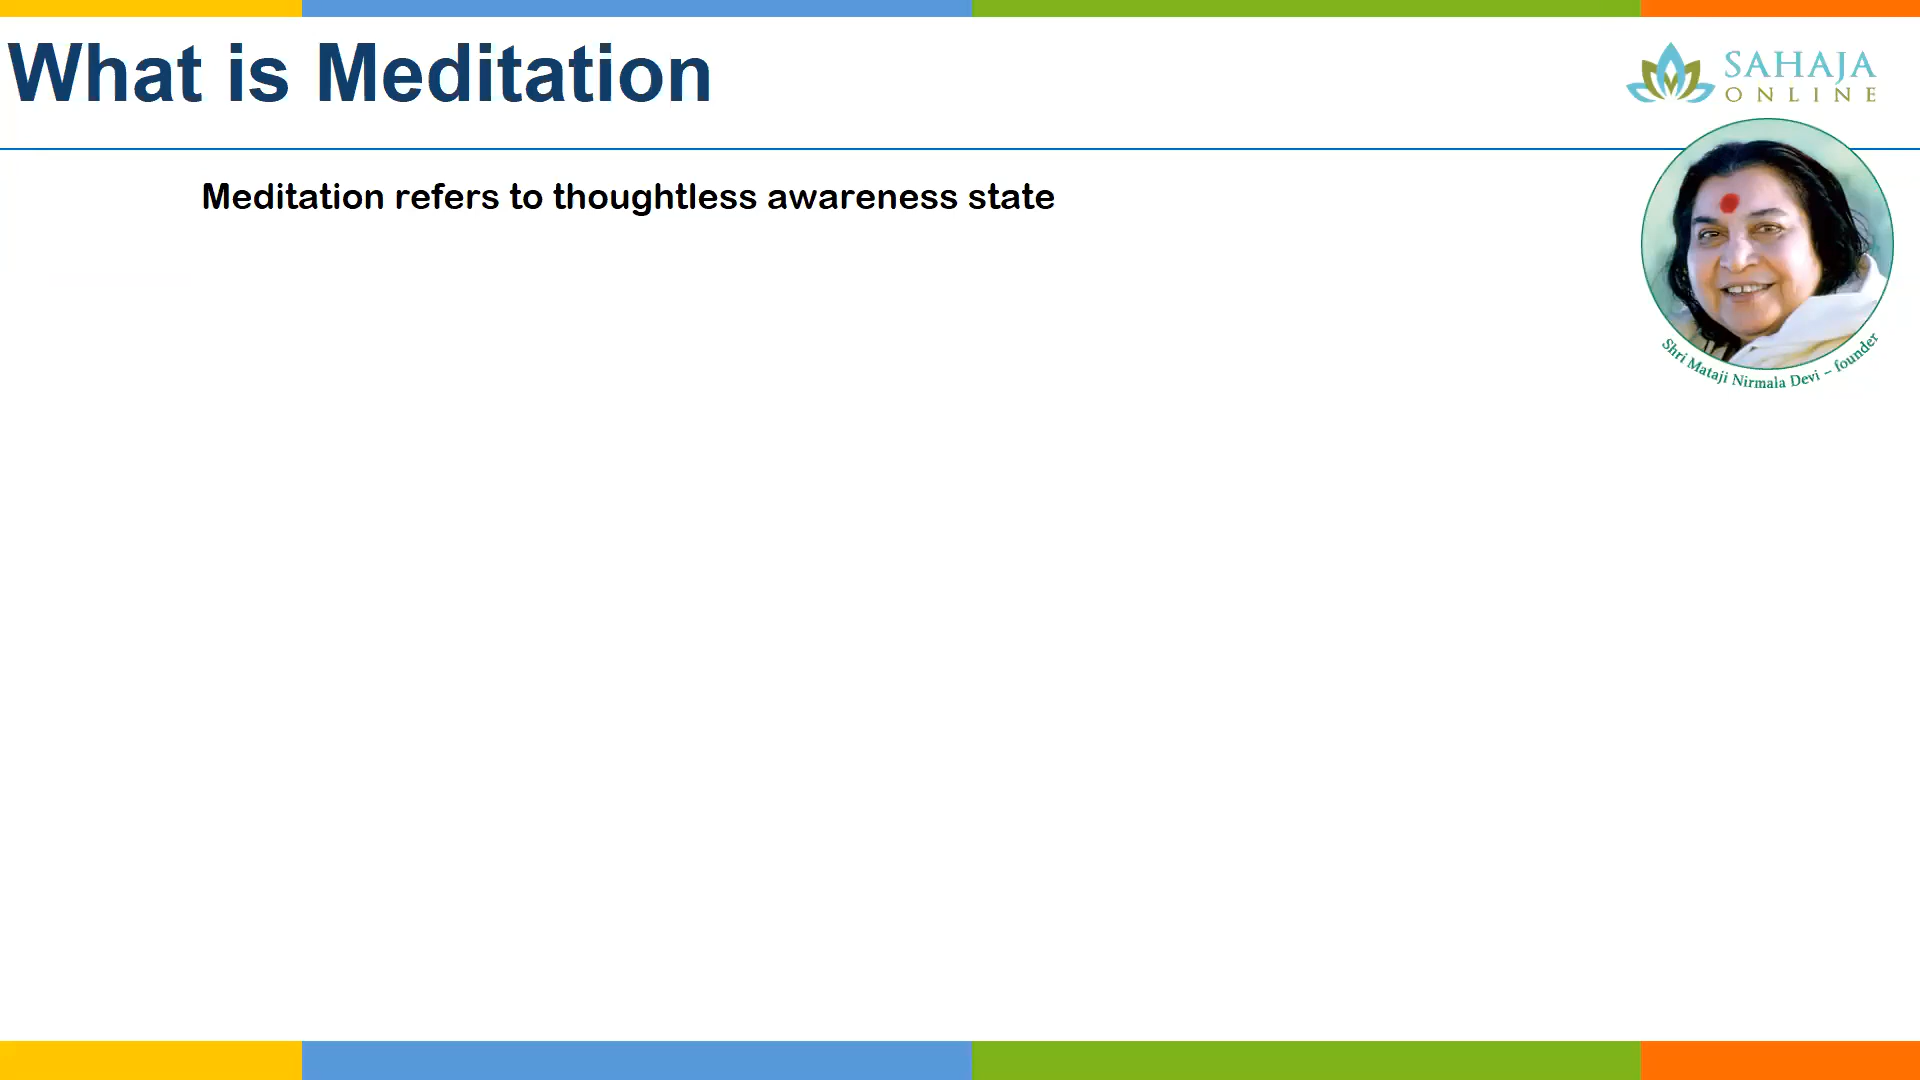 What is Meditation
SAHAJA
ONLINE
Meditation refers to thoughtless awareness state
Shri Mataji Nirmala Devi – founder